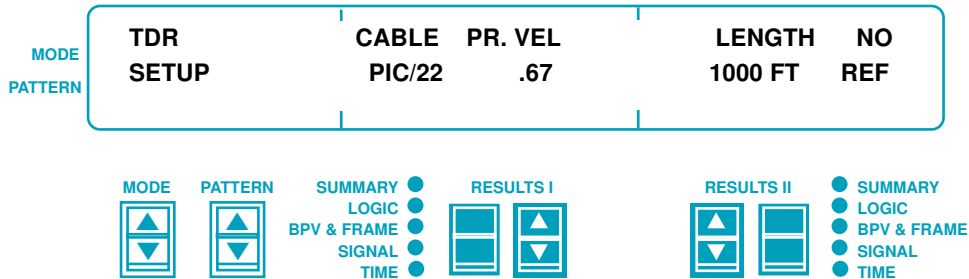 TDR CABLE PR. VEL LENGTH NO
MODE
SETUP PIC/22 .67 1000 FT REF
PATTERN
MODE PATTERN SUMMARY RESULTS I RESULTS II SUMMARY
LOGIC LOGIC
BPV & FRAME BPV & FRAME
SIGNAL SIGNAL
TIME TIME